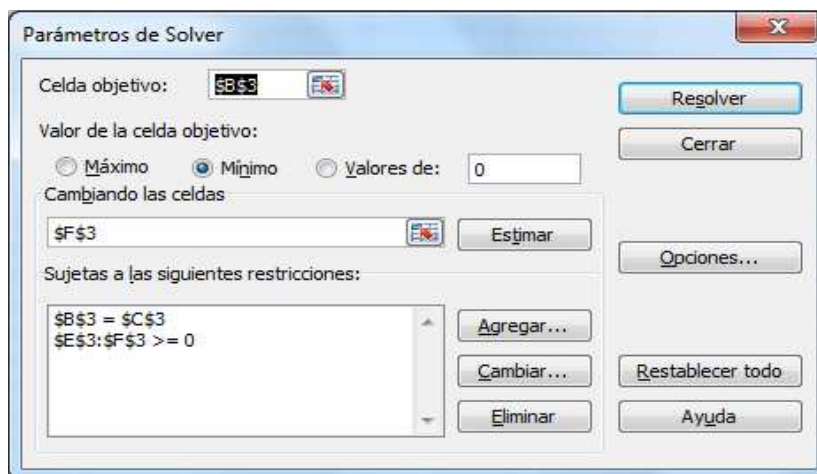 Parámetros de Solver
Celda objetivo: $B$3
Resolver
Valor de la celda objetivo:
Cerrar
Máximo Mínimo Valores de: 0
Cambiando las celdas
$F$3 Estimar
Opciones...
Sujetas a las siguientes restricciones:
$B$3 = $C$3
$E$3:$F$3 >= 0
Agregar...
Cambiar... Restablecer todo
Eliminar Ayuda